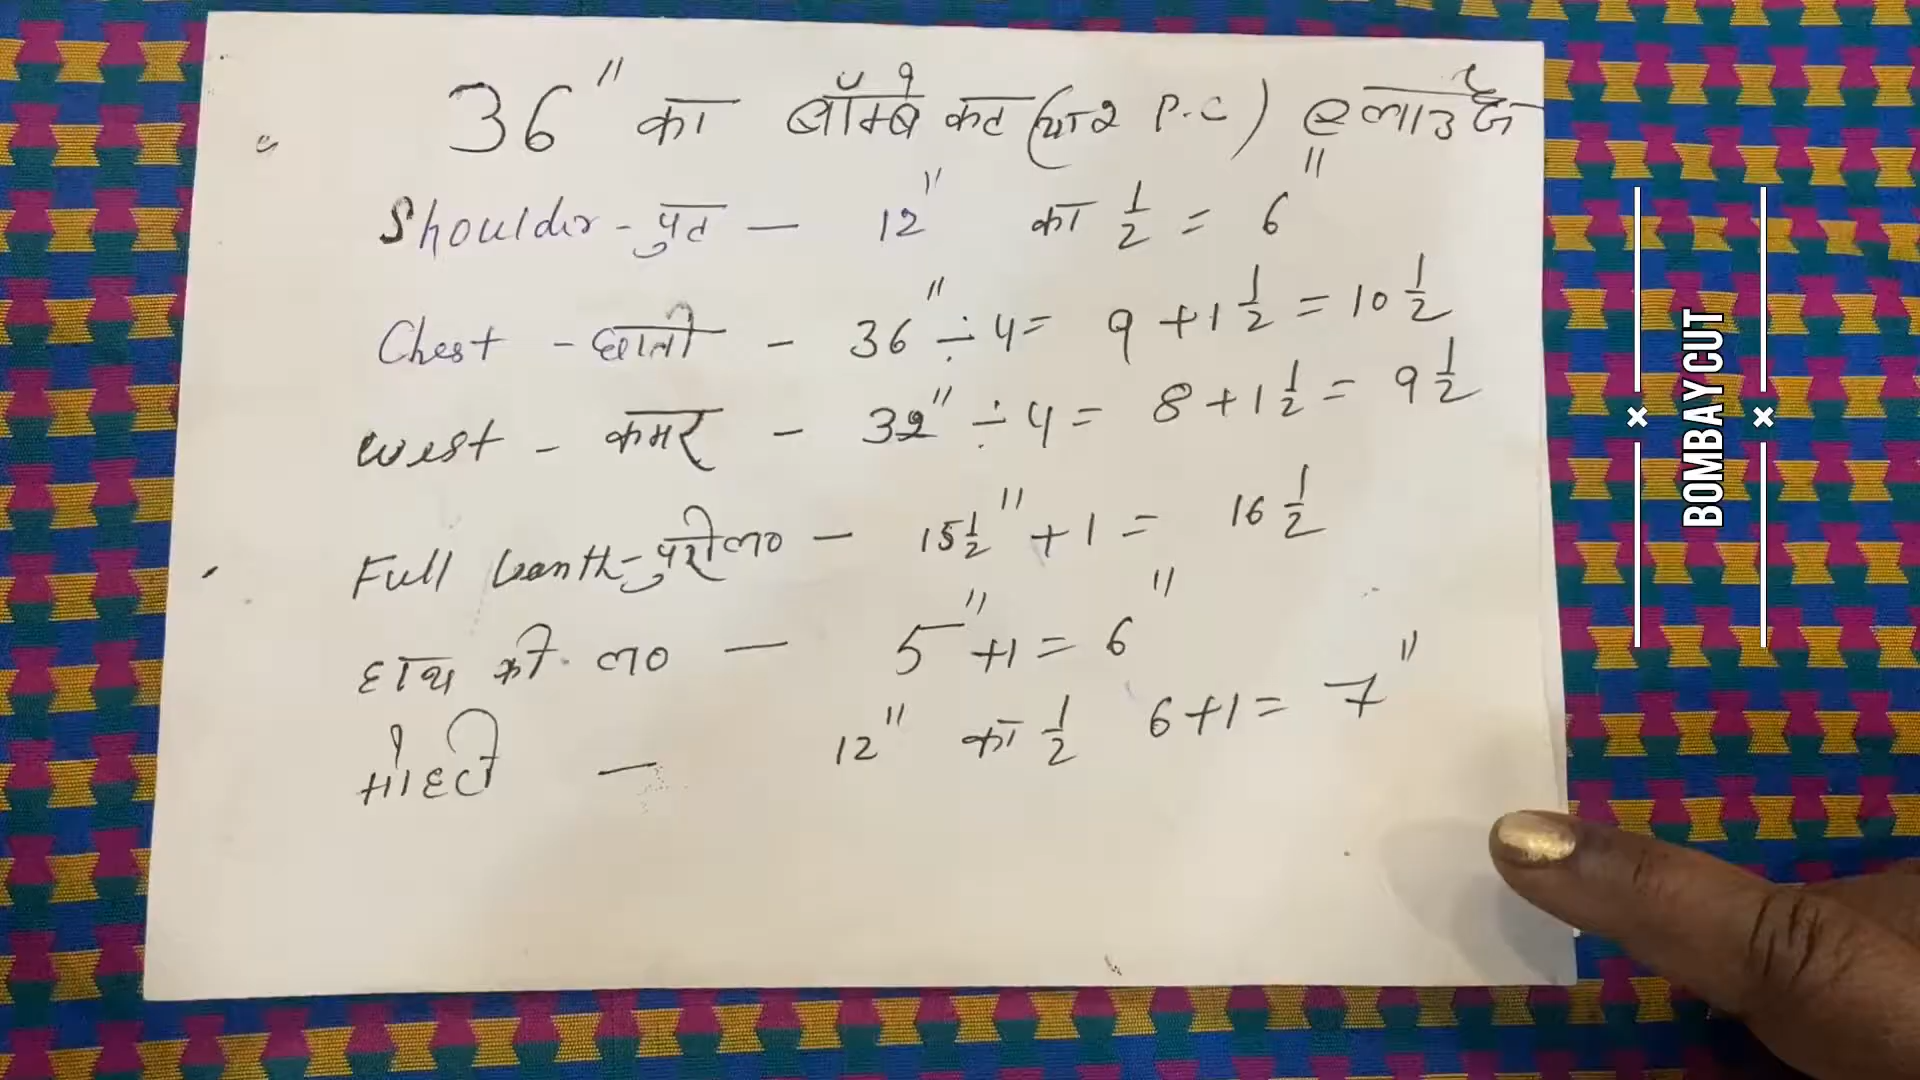 36" का बॉम्बे कट (चार P.C) ब्लाउज
Shoulder - पुट — 12" का 1/2 = 6"
Chest - छाती - 36" ÷ 4 = 9 + 1 1/2 = 10 1/2
west - कमर - 32" ÷ 4 = 8 + 1 1/2 = 9 1/2
Full Lenth - पुरी ल० — 15 1/2" + 1 = 16 1/2
हाथ की ल० — 5" + 1 = 6"
मोहरी — 12" का 1/2 6 + 1 = 7"
BOMBAY CUT